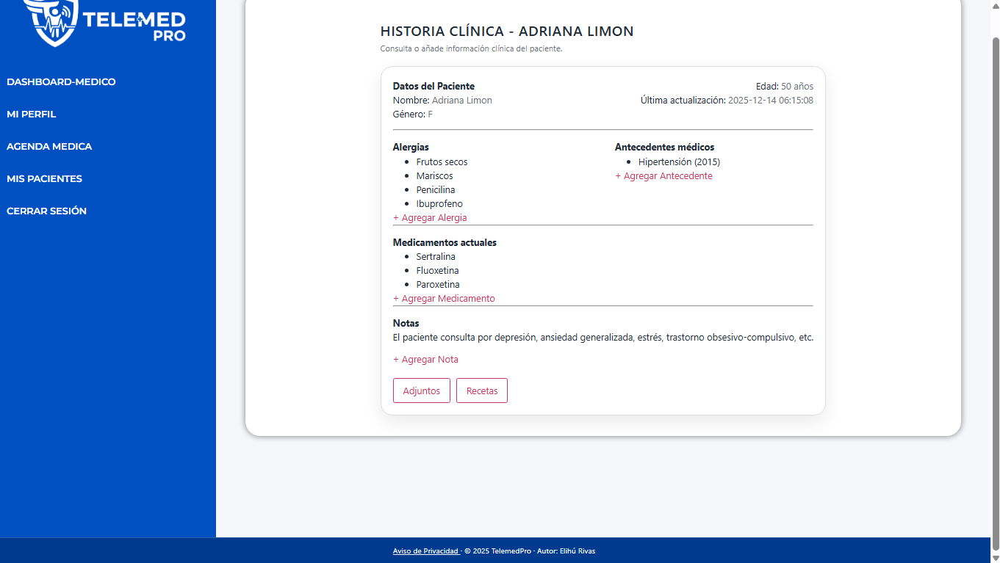 TELEMED
PRO
DASHBOARD-MEDICO
MI PERFIL
AGENDA MEDICA
MIS PACIENTES
CERRAR SESIÓN
HISTORIA CLÍNICA - ADRIANA LIMON
Consulta o añade información clínica del paciente.
Datos del Paciente
Nombre: Adriana Limon
Género: F
Edad: 50 años
Última actualización: 2025-12-14 06:15:08
Alergias
Frutos secos
Mariscos
Penicilina
Ibuprofeno
+ Agregar Alergia
Antecedentes médicos
Hipertensión (2015)
+ Agregar Antecedente
Medicamentos actuales
Sertralina
Fluoxetina
Paroxetina
+ Agregar Medicamento
Notas
El paciente consulta por depresión, ansiedad generalizada, estrés, trastorno obsesivo-compulsivo, etc.
+ Agregar Nota
Adjuntos
Recetas
Aviso de Privacidad · © 2025 TelemedPro · Autor: Elihú Rivas